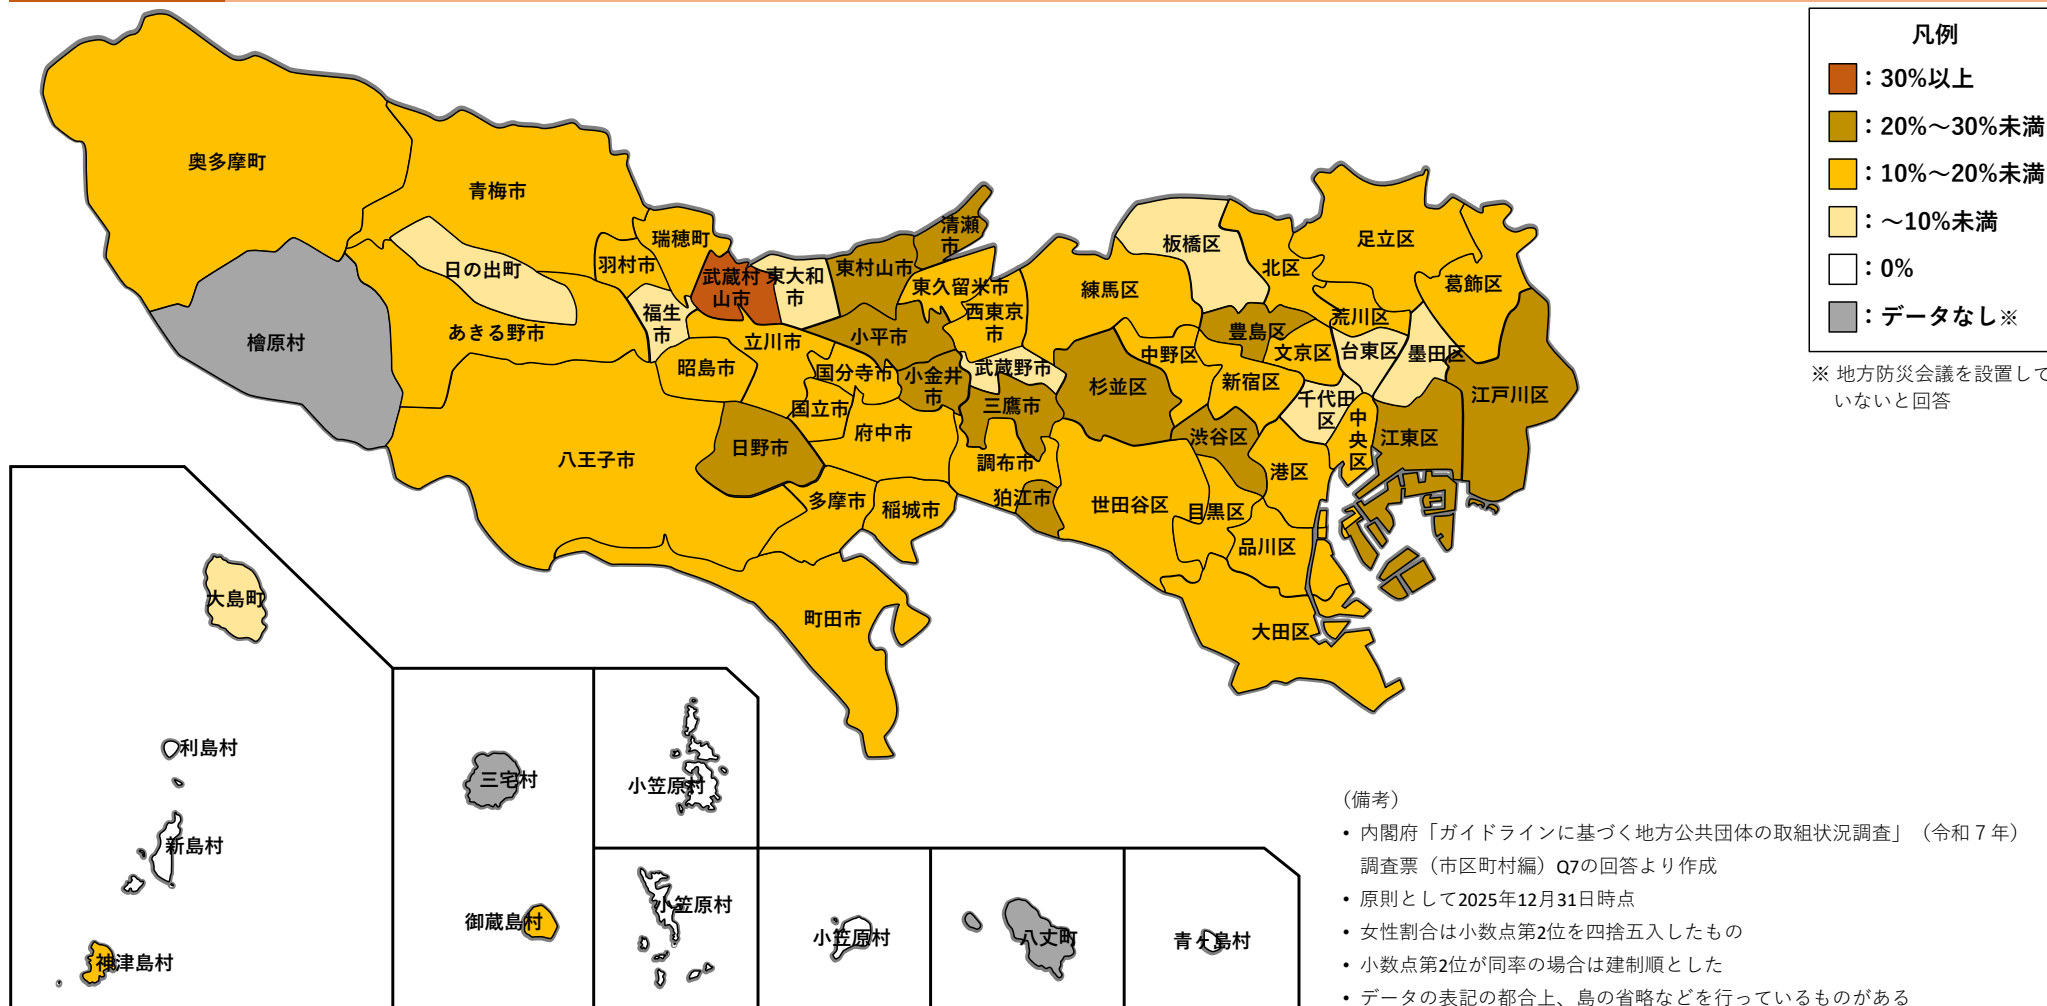 凡例
：30%以上
：20%～30%未満
：10%～20%未満
：～10%未満
：0%
：データなし※
※ 地方防災会議を設置して
いないと回答
奥多摩町
青梅市
日の出町
檜原村
あきる野市
羽村市
瑞穂町
福生
市
武蔵村
山市
東大和
市
東村山市
清瀬
市
東久留米市
西東京
市
小平市
立川市
昭島市
国分寺市
小金井
市
武蔵野市
三鷹市
国立市
府中市
日野市
八王子市
多摩市
稲城市
調布市
狛江市
町田市
練馬区
板橋区
北区
足立区
葛飾区
荒川区
豊島区
文京区
台東区
墨田区
中野区
杉並区
新宿区
千代田
区
中
央
区
江東区
江戸川区
渋谷区
港区
世田谷区
目黒区
品川区
大田区
大島町
利島村
新島村
神津島村
三宅村
御蔵島村
小笠原村
小笠原村
小笠原村
八丈町
青ヶ島村
（備考）
• 内閣府「ガイドラインに基づく地方公共団体の取組状況調査」（令和７年）
調査票（市区町村編）Q7の回答より作成
• 原則として2025年12月31日時点
• 女性割合は小数点第2位を四捨五入したもの
• 小数点第2位が同率の場合は建制順とした
• データの表記の都合上、島の省略などを行っているものがある